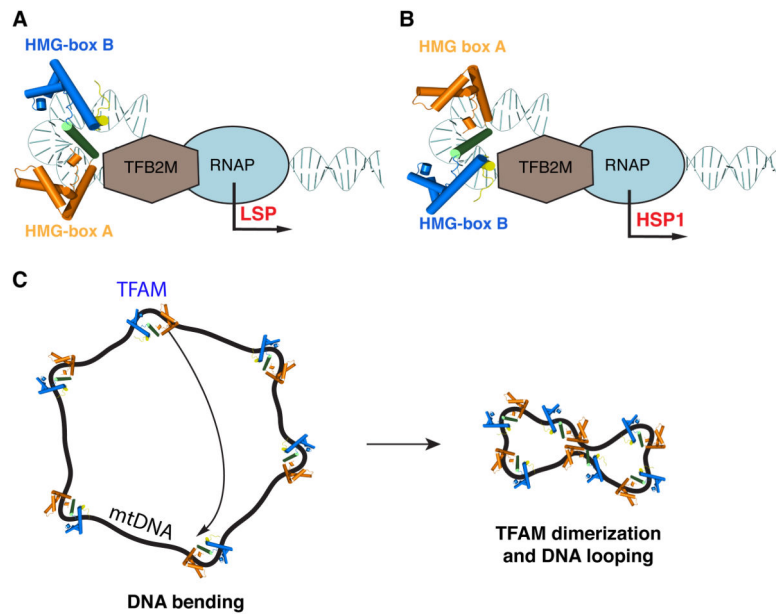 A
HMG-box B
TFB2M
RNAP
LSP
HMG-box A
B
HMG box A
TFB2M
RNAP
HSP1
HMG-box B
C
TFAM
mtDNA
DNA bending
TFAM dimerization
and DNA looping